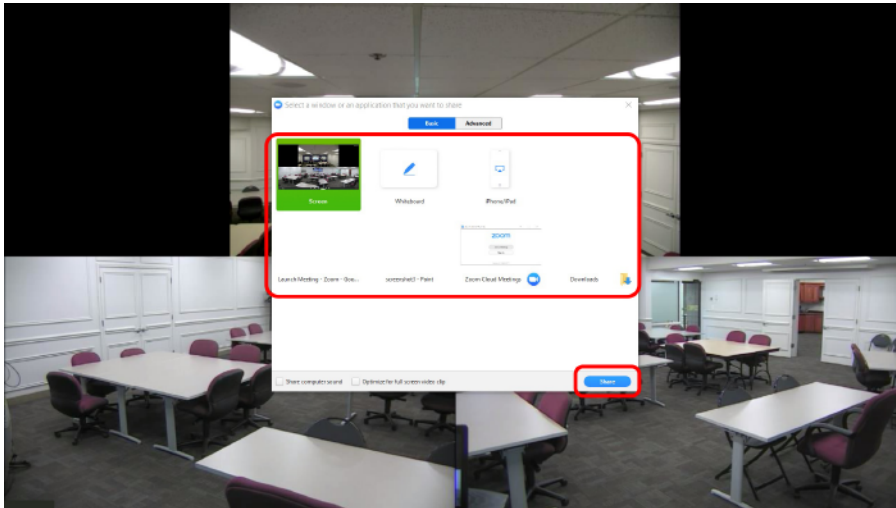 Select a window or an application that you want to share
Basic
Advanced
Screen
Whiteboard
iPhone/iPad
zoom
Launch Meeting - Zoom - Goo...
screenshot3 - Paint
Zoom Cloud Meetings
Downloads
Share computer sound
Optimize for full screen video clip
Share